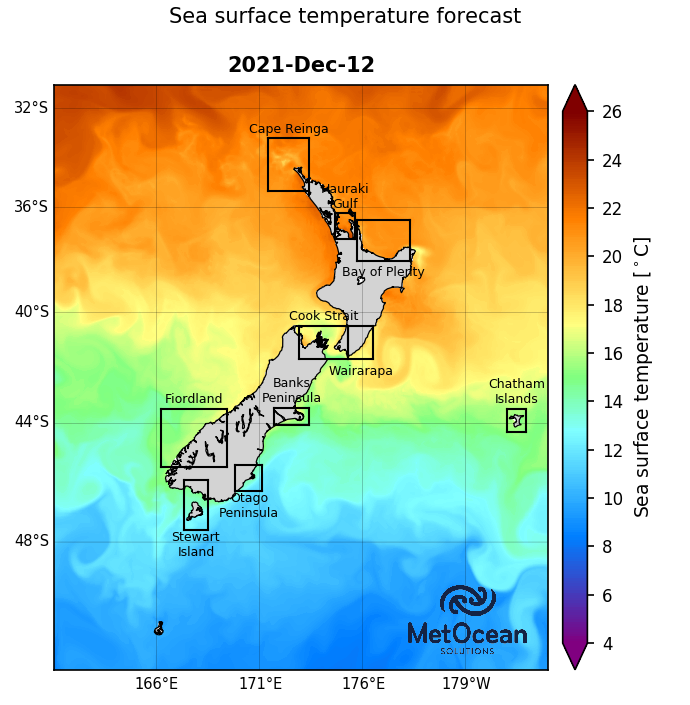 Sea surface temperature forecast
2021-Dec-12
32°S
36°S
40°S
44°S
48°S
Cape Reinga
Hauraki
Gulf
Bay of Plenty
Cook Strait
Wairarapa
Banks
Peninsula
Fiordland
Chatham
Islands
Otago
Peninsula
Stewart
Island
MetOcean
SOLUTIONS
166°E
171°E
176°E
179°W
26
24
22
20
18
16
14
12
10
8
6
4
Sea surface temperature [°C]